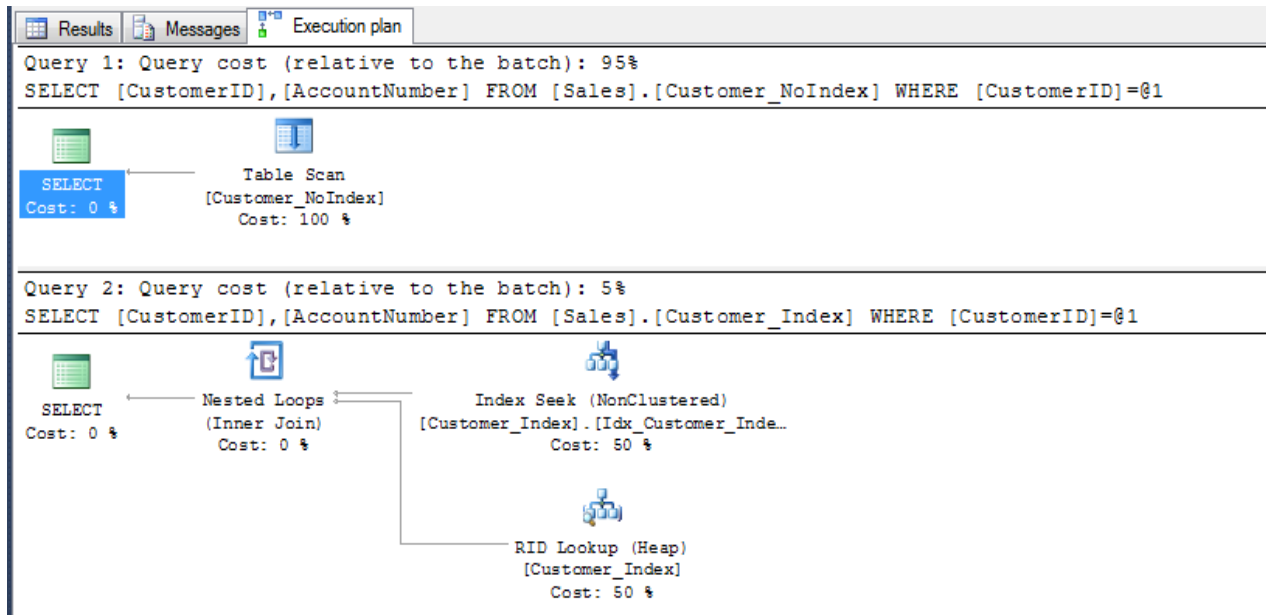 Results Messages Execution plan
Query 1: Query cost (relative to the batch): 95%
SELECT [CustomerID],[AccountNumber] FROM [Sales].[Customer_NoIndex] WHERE [CustomerID]=@1
SELECT
Cost: 0 %
Table Scan
[Customer_NoIndex]
Cost: 100 %
Query 2: Query cost (relative to the batch): 5%
SELECT [CustomerID],[AccountNumber] FROM [Sales].[Customer_Index] WHERE [CustomerID]=@1
SELECT
Cost: 0 %
Nested Loops
(Inner Join)
Cost: 0 %
Index Seek (NonClustered)
[Customer_Index].[Idx_Customer_Inde…
Cost: 50 %
RID Lookup (Heap)
[Customer_Index]
Cost: 50 %